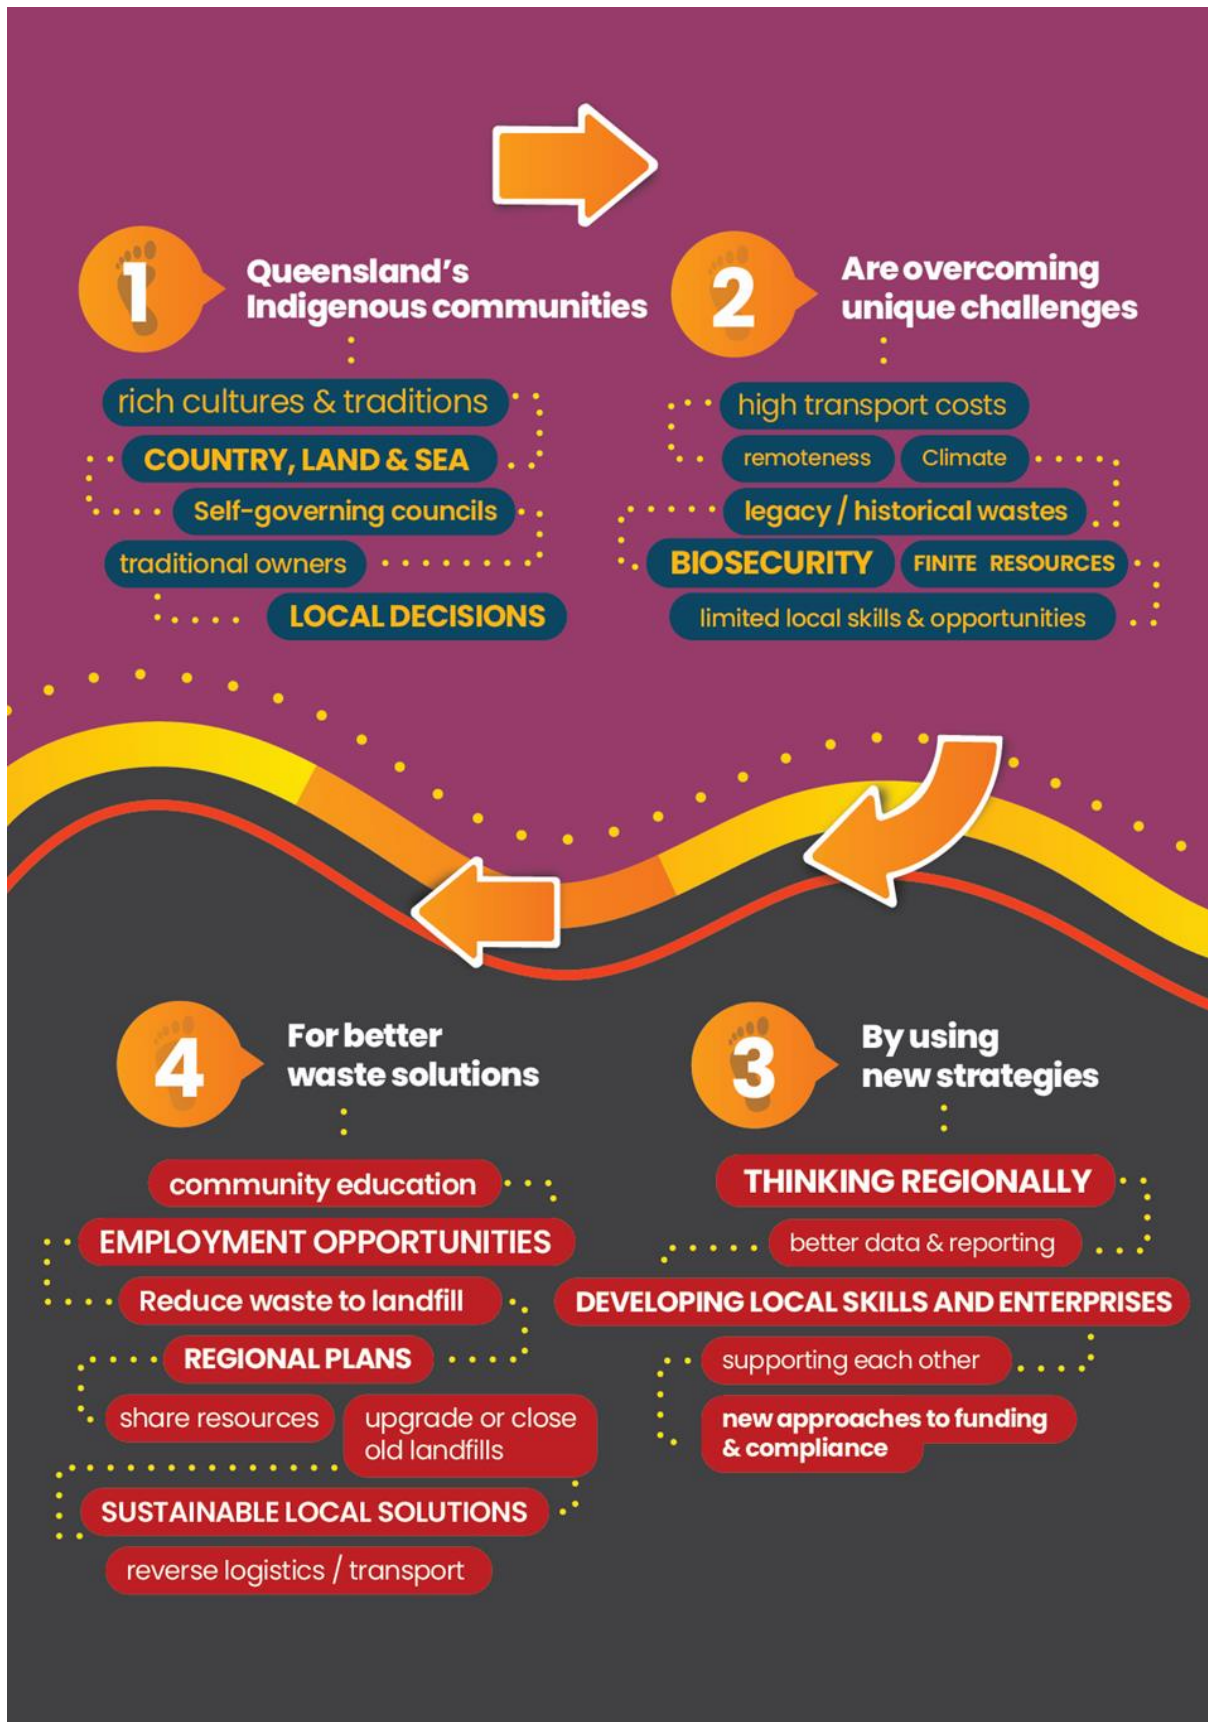 1
Queensland's
Indigenous communities
rich cultures & traditions
COUNTRY, LAND & SEA
Self-governing councils
traditional owners
LOCAL DECISIONS
2
Are overcoming
unique challenges
high transport costs
remoteness
Climate
legacy / historical wastes
BIOSECURITY
FINITE RESOURCES
limited local skills & opportunities
3
By using
new strategies
THINKING REGIONALLY
better data & reporting
DEVELOPING LOCAL SKILLS AND ENTERPRISES
supporting each other
new approaches to funding
& compliance
4
For better
waste solutions
community education
EMPLOYMENT OPPORTUNITIES
Reduce waste to landfill
REGIONAL PLANS
share resources
upgrade or close
old landfills
SUSTAINABLE LOCAL SOLUTIONS
reverse logistics / transport